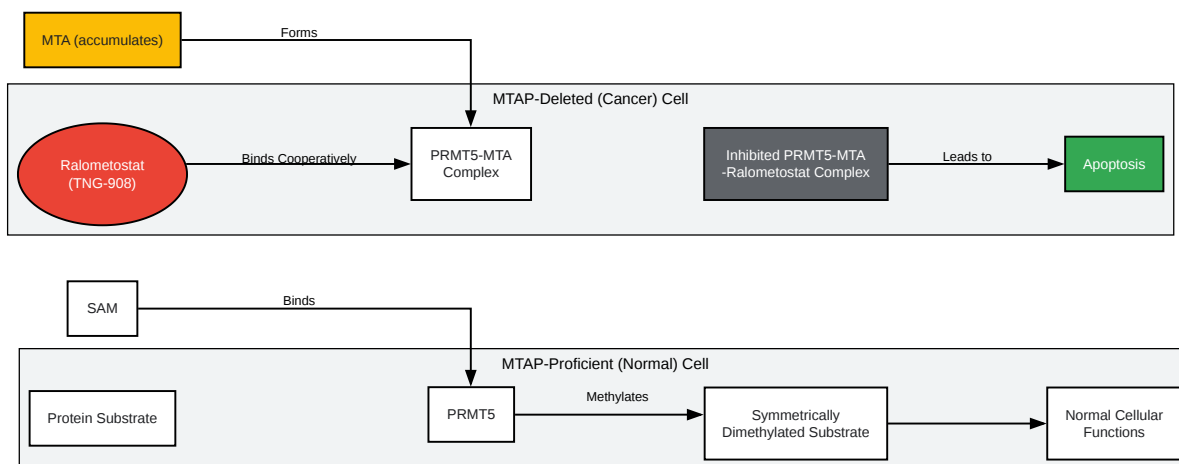 MTA (accumulates)
Forms
MTAP-Deleted (Cancer) Cell
Ralometostat
(TNG-908)
Binds Cooperatively
PRMT5-MTA
Complex
Inhibited PRMT5-MTA
-Ralometostat Complex
Leads to
Apoptosis
SAM
Binds
MTAP-Proficient (Normal) Cell
Protein Substrate
PRMT5
Methylates
Symmetrically
Dimethylated Substrate
Normal Cellular
Functions